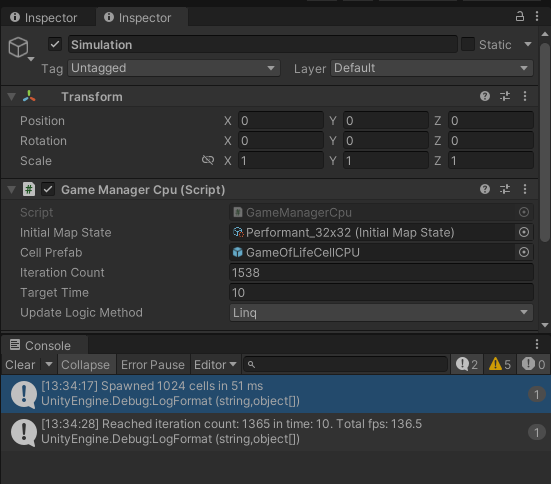 Inspector Inspector
Simulation Static
Tag Untagged Layer Default
Transform
Position X 0 Y 0 Z 0
Rotation X 0 Y 0 Z 0
Scale X 1 Y 1 Z 1
# Game Manager Cpu (Script)
Script # GameManagerCpu
Initial Map State Performant_32x32 (Initial Map State)
Cell Prefab GameOfLifeCellCPU
Iteration Count 1538
Target Time 10
Update Logic Method Linq
Console
Clear Collapse Error Pause Editor 2 5 0
[13:34:17] Spawned 1024 cells in 51 ms 1
UnityEngine.Debug:LogFormat (string,object[])
[13:34:28] Reached iteration count: 1365 in time: 10. Total fps: 136.5 1
UnityEngine.Debug:LogFormat (string,object[])